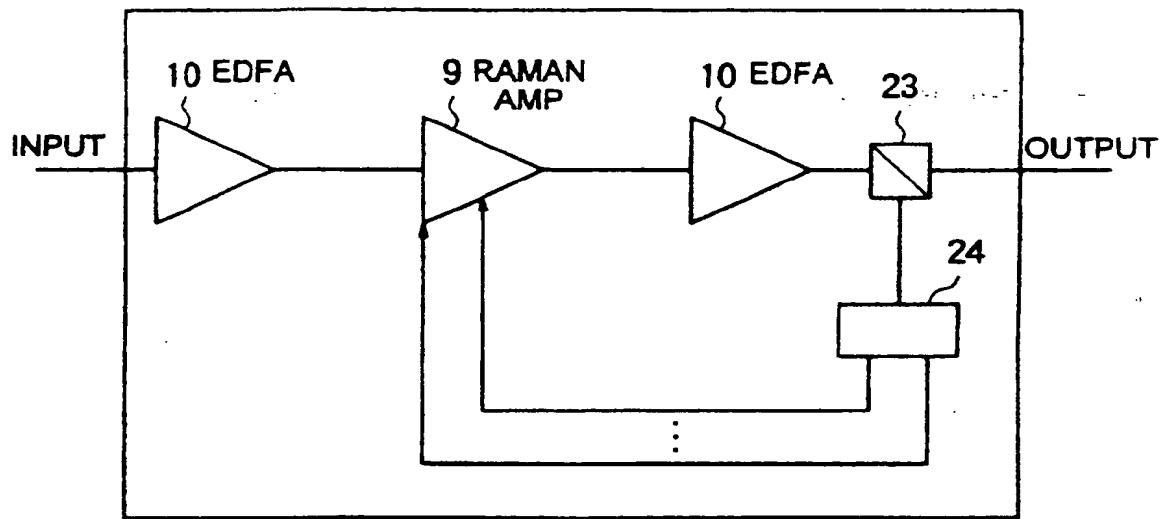 10 EDFA
9 RAMAN
AMP
10 EDFA
23
INPUT
OUTPUT
24